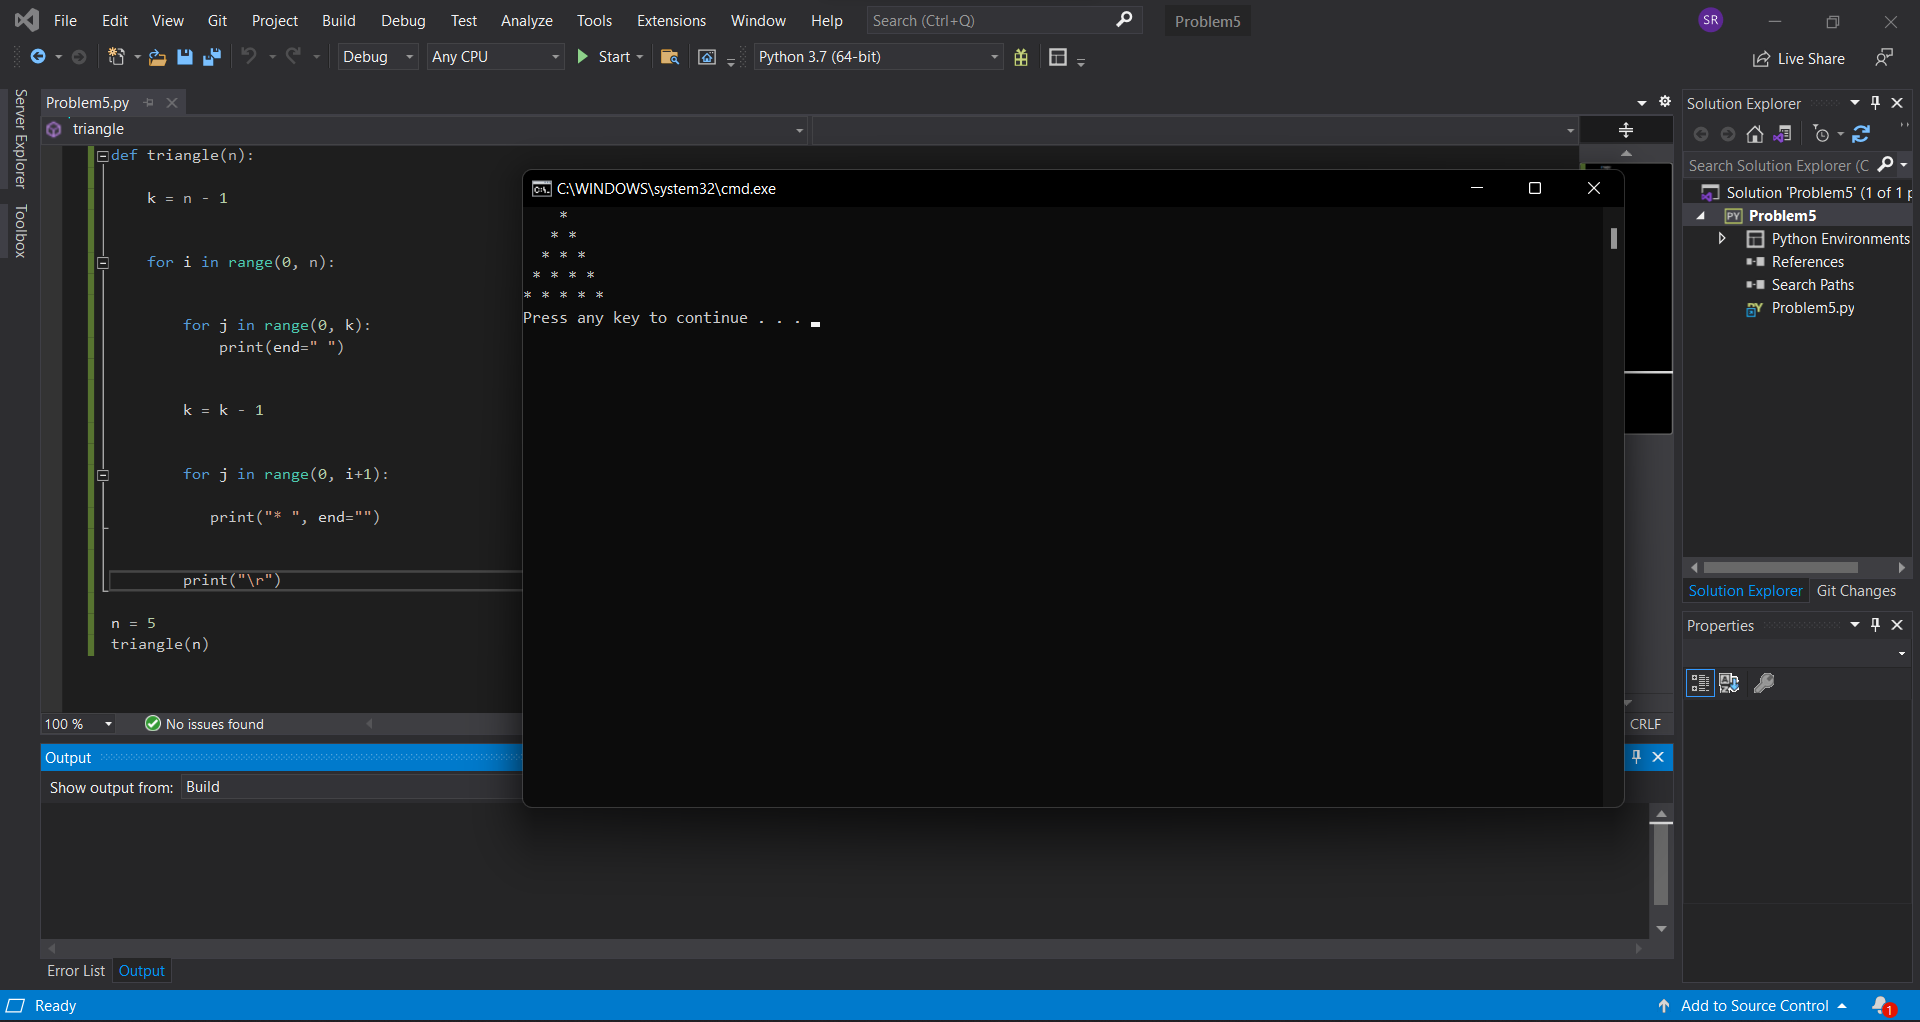 File Edit View Git Project Build Debug Test Analyze Tools Extensions Window Help Search (Ctrl+Q) Problem5 SR
Debug Any CPU Start Python 3.7 (64-bit) Live Share
Server Explorer
Toolbox
Problem5.py
triangle
def triangle(n):
k = n - 1
for i in range(0, n):
for j in range(0, k):
print(end=" ")
k = k - 1
for j in range(0, i+1):
print("* ", end="")
print("\r")
n = 5
triangle(n)
C:\WINDOWS\system32\cmd.exe
*
* *
* * *
* * * *
* * * * *
Press any key to continue . . .
100 % No issues found CRLF
Output
Show output from: Build
Error List Output
Solution Explorer
Search Solution Explorer (C
Solution 'Problem5' (1 of 1 p
PY Problem5
Python Environments
References
Search Paths
PY Problem5.py
Solution Explorer Git Changes
Properties
Ready Add to Source Control 1